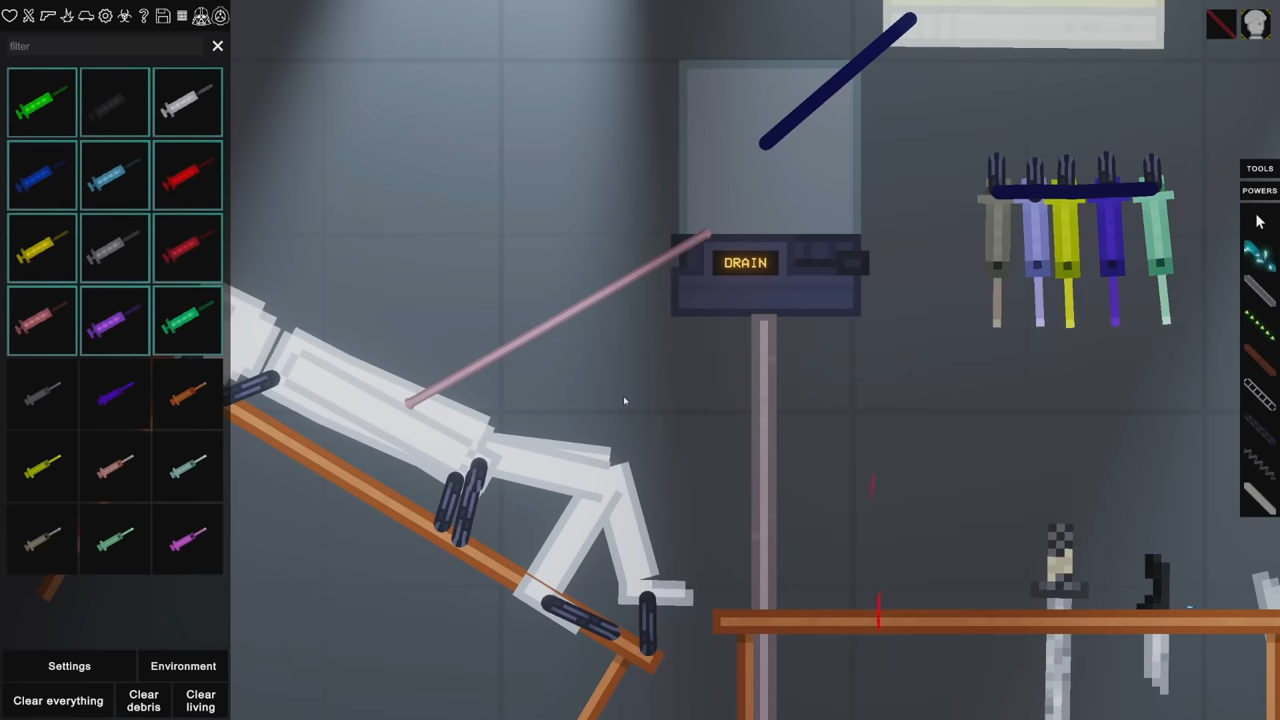 filter
TOOLS
POWERS
DRAIN
Settings
Environment
Clear everything
Clear
debris
Clear
living